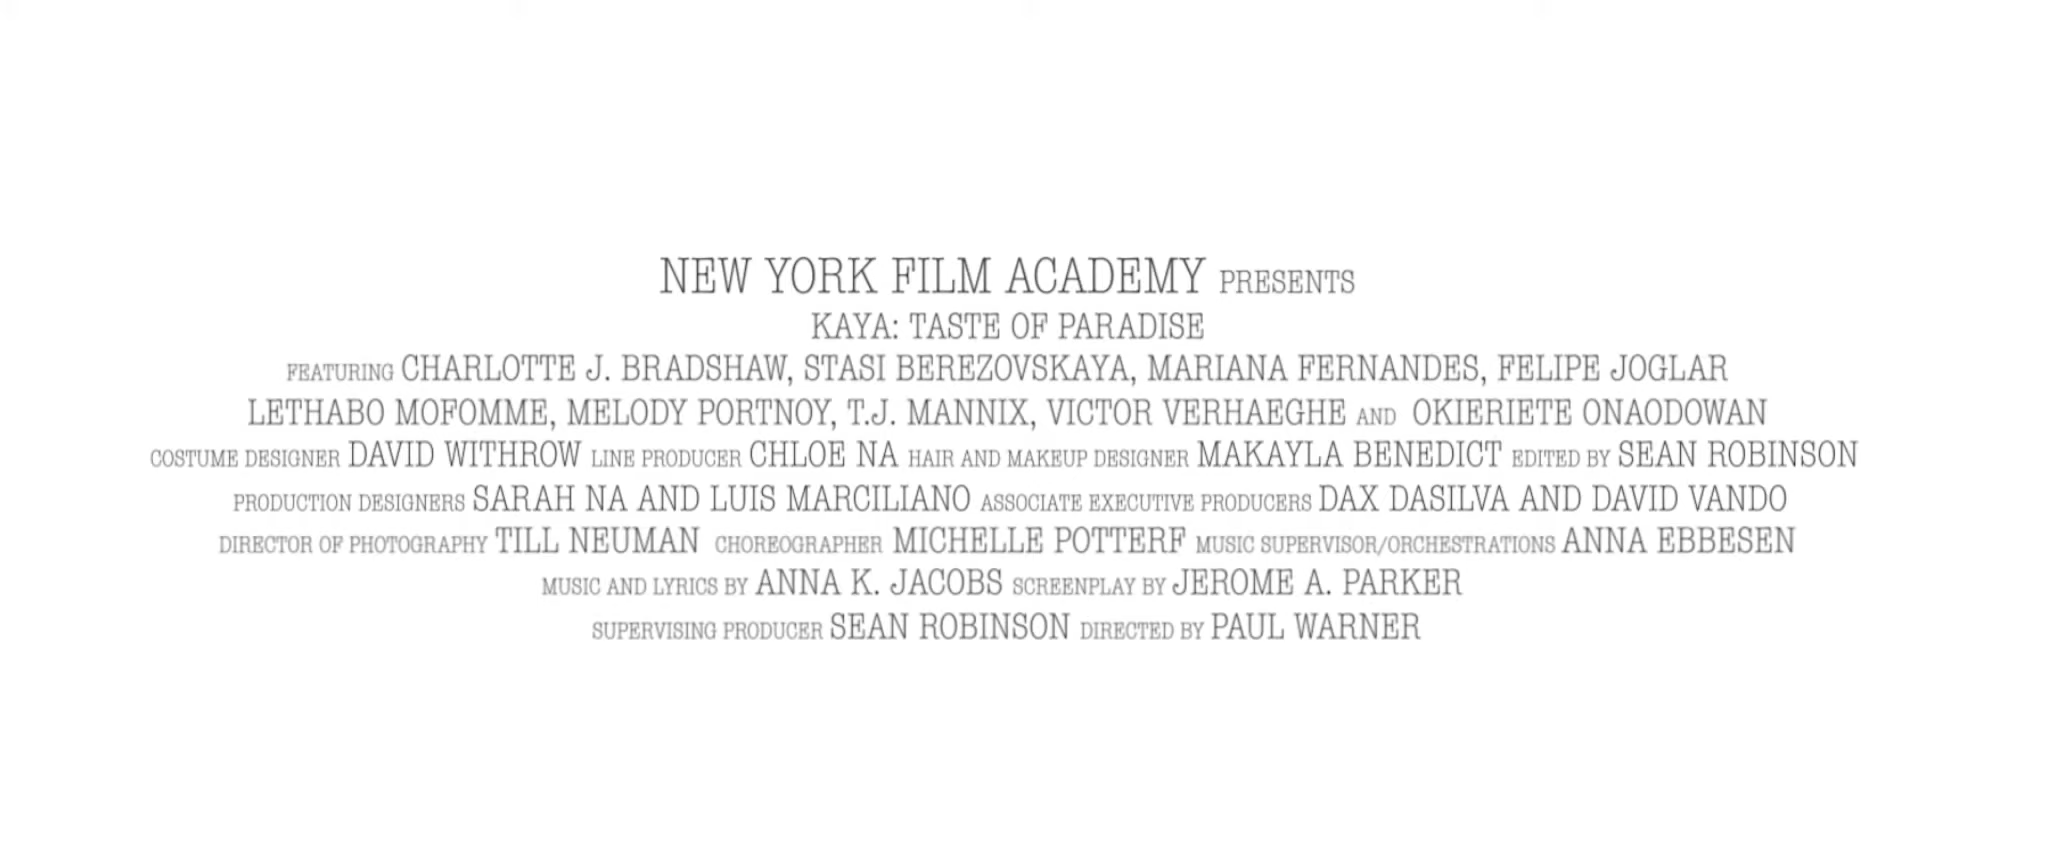 NEW YORK FILM ACADEMY PRESENTS
KAYA: TASTE OF PARADISE
FEATURING CHARLOTTE J. BRADSHAW, STASI BEREZOVSKAYA, MARIANA FERNANDES, FELIPE JOGLAR
LETHABO MOFOMME, MELODY PORTNOY, T.J. MANNIX, VICTOR VERHAEGHE AND OKIERIETE ONAODOWAN
COSTUME DESIGNER DAVID WITHROW LINE PRODUCER CHLOE NA HAIR AND MAKEUP DESIGNER MAKAYLA BENEDICT EDITED BY SEAN ROBINSON
PRODUCTION DESIGNERS SARAH NA AND LUIS MARCILIANO ASSOCIATE EXECUTIVE PRODUCERS DAX DASILVA AND DAVID VANDO
DIRECTOR OF PHOTOGRAPHY TILL NEUMAN CHOREOGRAPHER MICHELLE POTTERF MUSIC SUPERVISOR/ORCHESTRATIONS ANNA EBBESEN
MUSIC AND LYRICS BY ANNA K. JACOBS SCREENPLAY BY JEROME A. PARKER
SUPERVISING PRODUCER SEAN ROBINSON DIRECTED BY PAUL WARNER